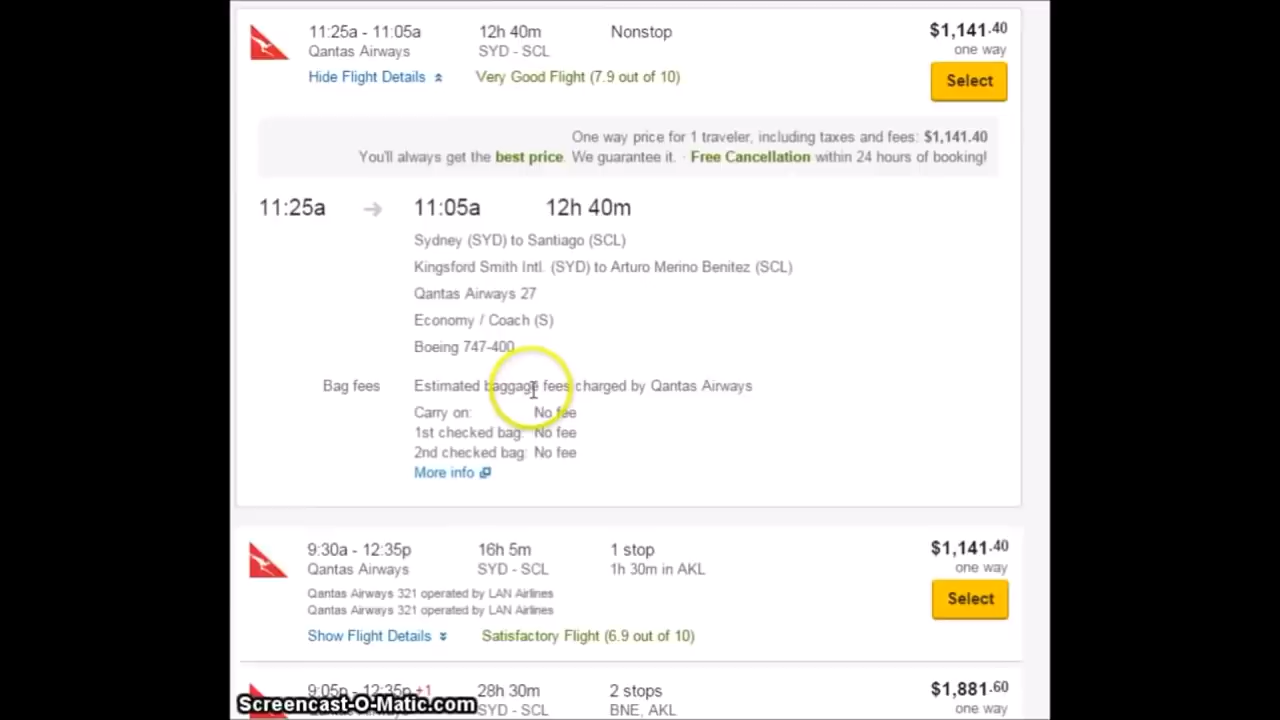 11:25a - 11:05a 12h 40m Nonstop $1,141.40
Qantas Airways SYD - SCL one way
Hide Flight Details Very Good Flight (7.9 out of 10) Select
One way price for 1 traveler, including taxes and fees: $1,141.40
You'll always get the best price. We guarantee it. · Free Cancellation within 24 hours of booking!
11:25a → 11:05a 12h 40m
Sydney (SYD) to Santiago (SCL)
Kingsford Smith Intl. (SYD) to Arturo Merino Benitez (SCL)
Qantas Airways 27
Economy / Coach (S)
Boeing 747-400
Bag fees Estimated baggage fees charged by Qantas Airways
Carry on: No fee
1st checked bag: No fee
2nd checked bag: No fee
More info
9:30a - 12:35p 16h 5m 1 stop $1,141.40
Qantas Airways SYD - SCL 1h 30m in AKL one way
Qantas Airways 321 operated by LAN Airlines
Qantas Airways 321 operated by LAN Airlines
Select
Show Flight Details Satisfactory Flight (6.9 out of 10)
9:05p - 12:35p +1 28h 30m 2 stops $1,881.60
SYD - SCL BNE, AKL one way
Screencast-O-Matic.com